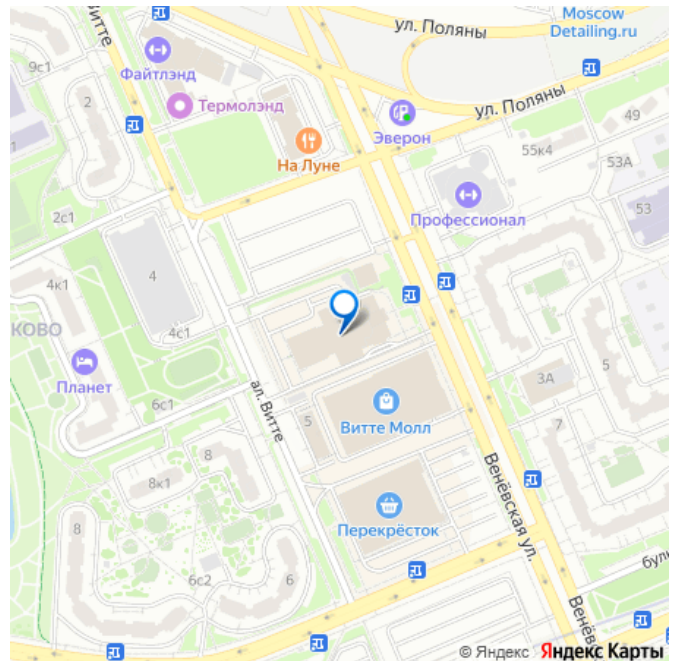 Витте
9с1
Файтлэнд
2
Термолэнд
ул. Поляны
Moscow
Detailing.ru
ул. Поляны
Эверон
На Луне
49
55к4
53А
53
Профессионал
2с1
4
4к1
4с1
КОВО
Планет
6с1
ал. Витте
5
Витте Молл
3А
5
8к1
8
8
Перекрёсток
Венёвская ул.
6с2
6
бул
Венёвс
© Яндекс Яндекс Карты